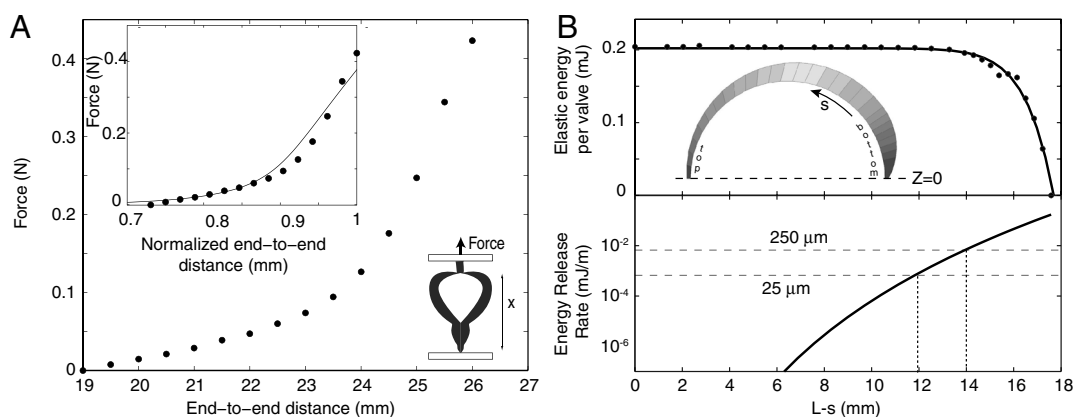 A
Force (N)
0.4
0.3
0.2
0.1
0
19
20
21
22
23
24
25
26
27
End−to−end distance (mm)
Force (N)
0.4
0.2
0
0.7
0.8
0.9
1
Normalized end−to−end
distance (mm)
Force
x
B
Elastic energy
per valve (mJ)
0.2
0.1
0
s
top
bottom
Z=0
Energy Release
Rate (mJ/m)
10-2
10-4
10-6
250 µm
25 µm
0
2
4
6
8
10
12
14
16
18
L-s (mm)